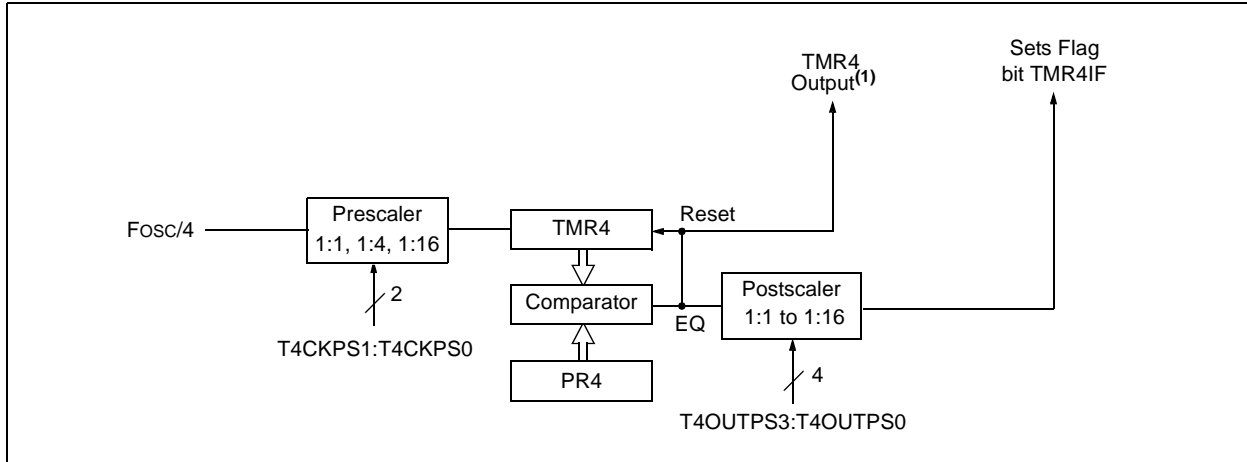 TMR4
Output(1)
Sets Flag
bit TMR4IF
FOSC/4
Prescaler
1:1, 1:4, 1:16
TMR4
Reset
2
T4CKPS1:T4CKPS0
Comparator
EQ
Postscaler
1:1 to 1:16
PR4
4
T4OUTPS3:T4OUTPS0